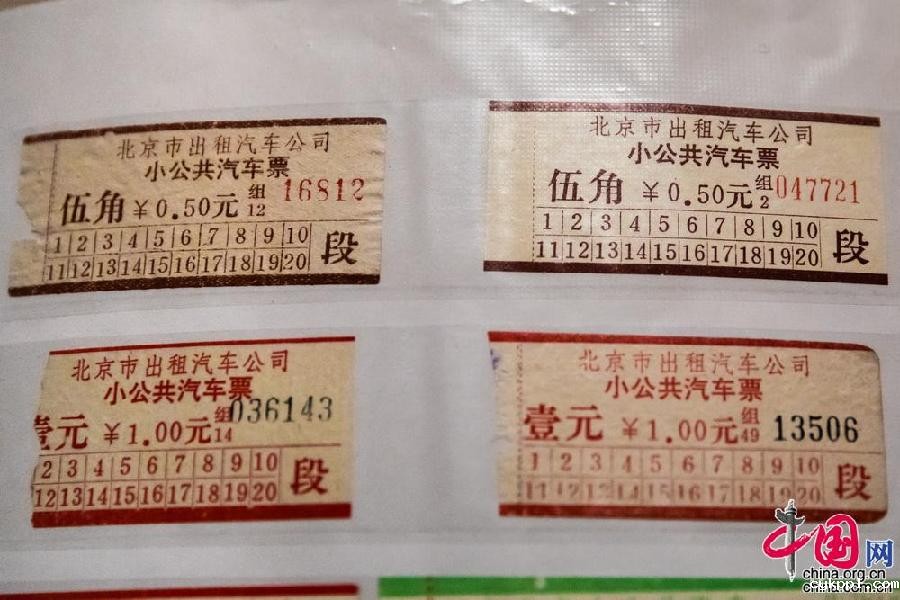 北京市出租汽车公司
小公共汽车票
伍角 ¥0.50元 组12 16812
1 2 3 4 5 6 7 8 9 10
11 12 13 14 15 16 17 18 19 20
段
北京市出租汽车公司
小公共汽车票
伍角 ¥0.50元 组2 047721
1 2 3 4 5 6 7 8 9 10
11 12 13 14 15 16 17 18 19 20
段
北京市出租汽车公司
小公共汽车票
壹元 ¥1.00元 组14 036143
2 3 4 5 6 7 8 9 10
12 13 14 15 16 17 18 19 20
段
北京市出租汽车公司
小公共汽车票
壹元 ¥1.00元 组49 13506
1 2 3 4 5 6 7 8 9 10
11 12 13 14 15 16 17 18 19 20
段
中国网
china.org.cn